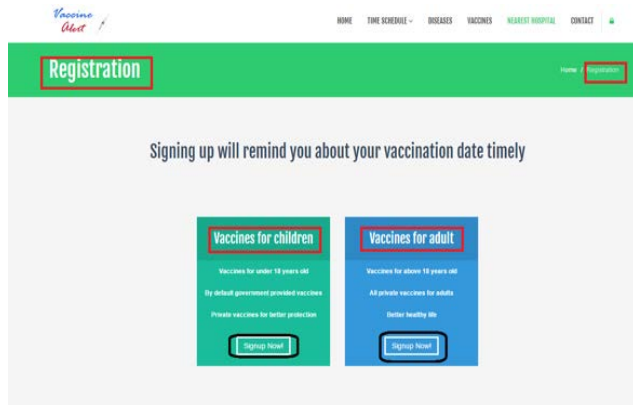 Vaccine
Alert
HOME TIME SCHEDULE DISEASES VACCINES NEAREST HOSPITAL CONTACT
Registration
Home / Registration
Signing up will remind you about your vaccination date timely
Vaccines for children
Vaccines for under 18 years old
By default government provided vaccines
Private vaccines for better protection
Signup Now!
Vaccines for adult
Vaccines for above 18 years old
All private vaccines for adults
Better healthy life
Signup Now!